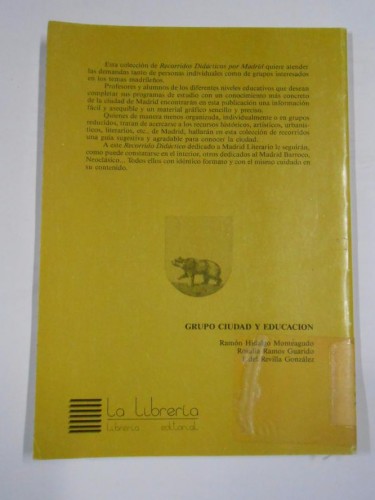 Esta colección de Recorridos Didácticos por Madrid quiere atender
las demandas tanto de personas individuales como de grupos interesados
en los temas madrileños.
Profesores y alumnos de los diferentes niveles educativos que desean
completar sus programas de estudio con un conocimiento más concreto
de la ciudad de Madrid encontrarán en esta publicación una información
fácil y asequible y un material gráfico sencillo y preciso.
Quienes de manera menos organizada, individualmente o en grupos
reducidos, tratan de acercarse a los recursos históricos, artísticos, urbanís-
ticos, literarios, etc., de Madrid, hallarán en esta colección de recorridos
una guía sugestiva y agradable para conocer la ciudad.
A este Recorrido Didáctico dedicado a Madrid Literario le seguirán,
como puede constatarse en el interior, otros dedicados al Madrid Barroco,
Neoclásico... Todos ellos con idéntico formato y con el mismo cuidado en
su contenido.
GRUPO CIUDAD Y EDUCACION
Ramón Hidalgo Monteagudo
Rosalía Ramos Guarido
Fidel Revilla González
La Librería
librería editorial